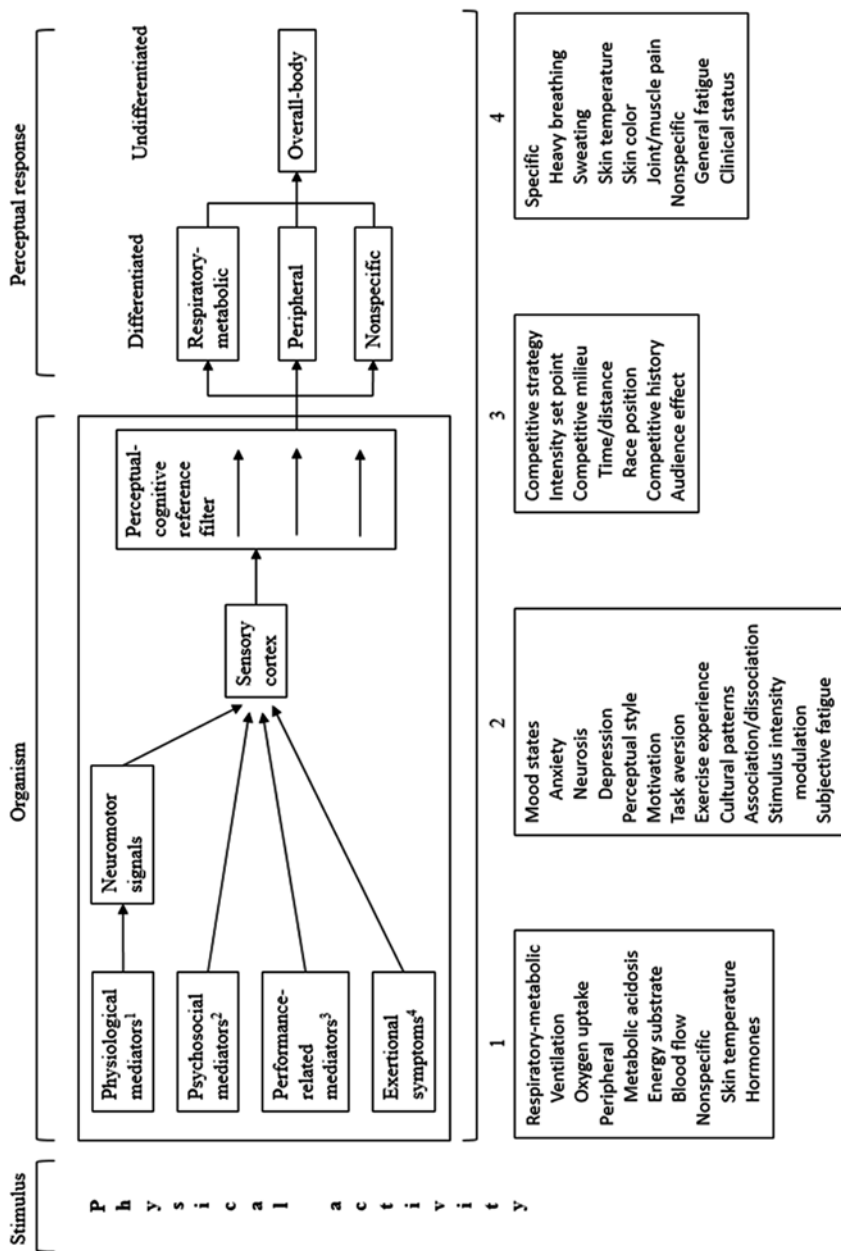 Stimulus
Organism
Perceptual response
Differentiated
Undifferentiated
Physical activity
Physiological
mediators1
Neuromotor
signals
Psychosocial
mediators2
Performance-
related
mediators3
Exertional
symptoms4
Sensory
cortex
Perceptual-
cognitive
reference
filter
Respiratory-
metabolic
Peripheral
Nonspecific
Overall-body
1
Respiratory-metabolic
Ventilation
Oxygen uptake
Peripheral
Metabolic acidosis
Energy substrate
Blood flow
Nonspecific
Skin temperature
Hormones
2
Mood states
Anxiety
Neurosis
Depression
Perceptual style
Motivation
Task aversion
Exercise experience
Cultural patterns
Association/dissociation
Stimulus intensity
modulation
Subjective fatigue
3
Competitive strategy
Intensity set point
Competitive milieu
Time/distance
Race position
Competitive history
Audience effect
4
Specific
Heavy breathing
Sweating
Skin temperature
Skin color
Joint/muscle pain
Nonspecific
General fatigue
Clinical status